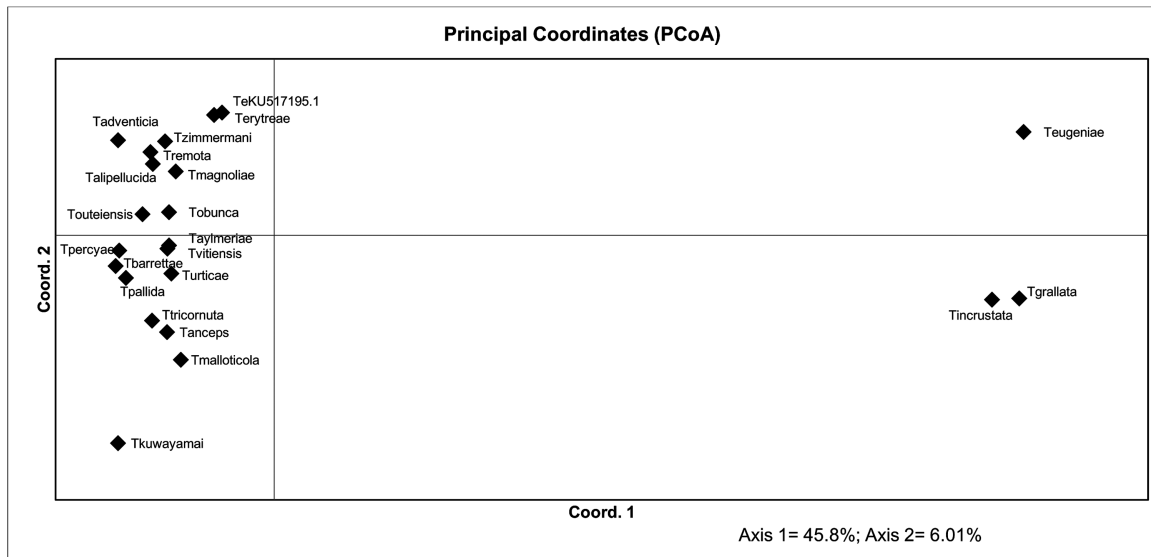 Principal Coordinates (PCoA)
TeKU517195.1
Terytreae
Tadventicia
Tzimmermani
Teugeniae
Tremota
Talipellucida
Tmagnoliae
Touteiensis
Tobunca
Taylmeriae
Tpercyae
Tvitiensis
Tbarrettae
Turticae
Tpallida
Tgrallata
Tincrustata
Ttricornuta
Tanceps
Tmalloticola
Tkuwayamai
Coord. 2
Coord. 1
Axis 1= 45.8%; Axis 2= 6.01%